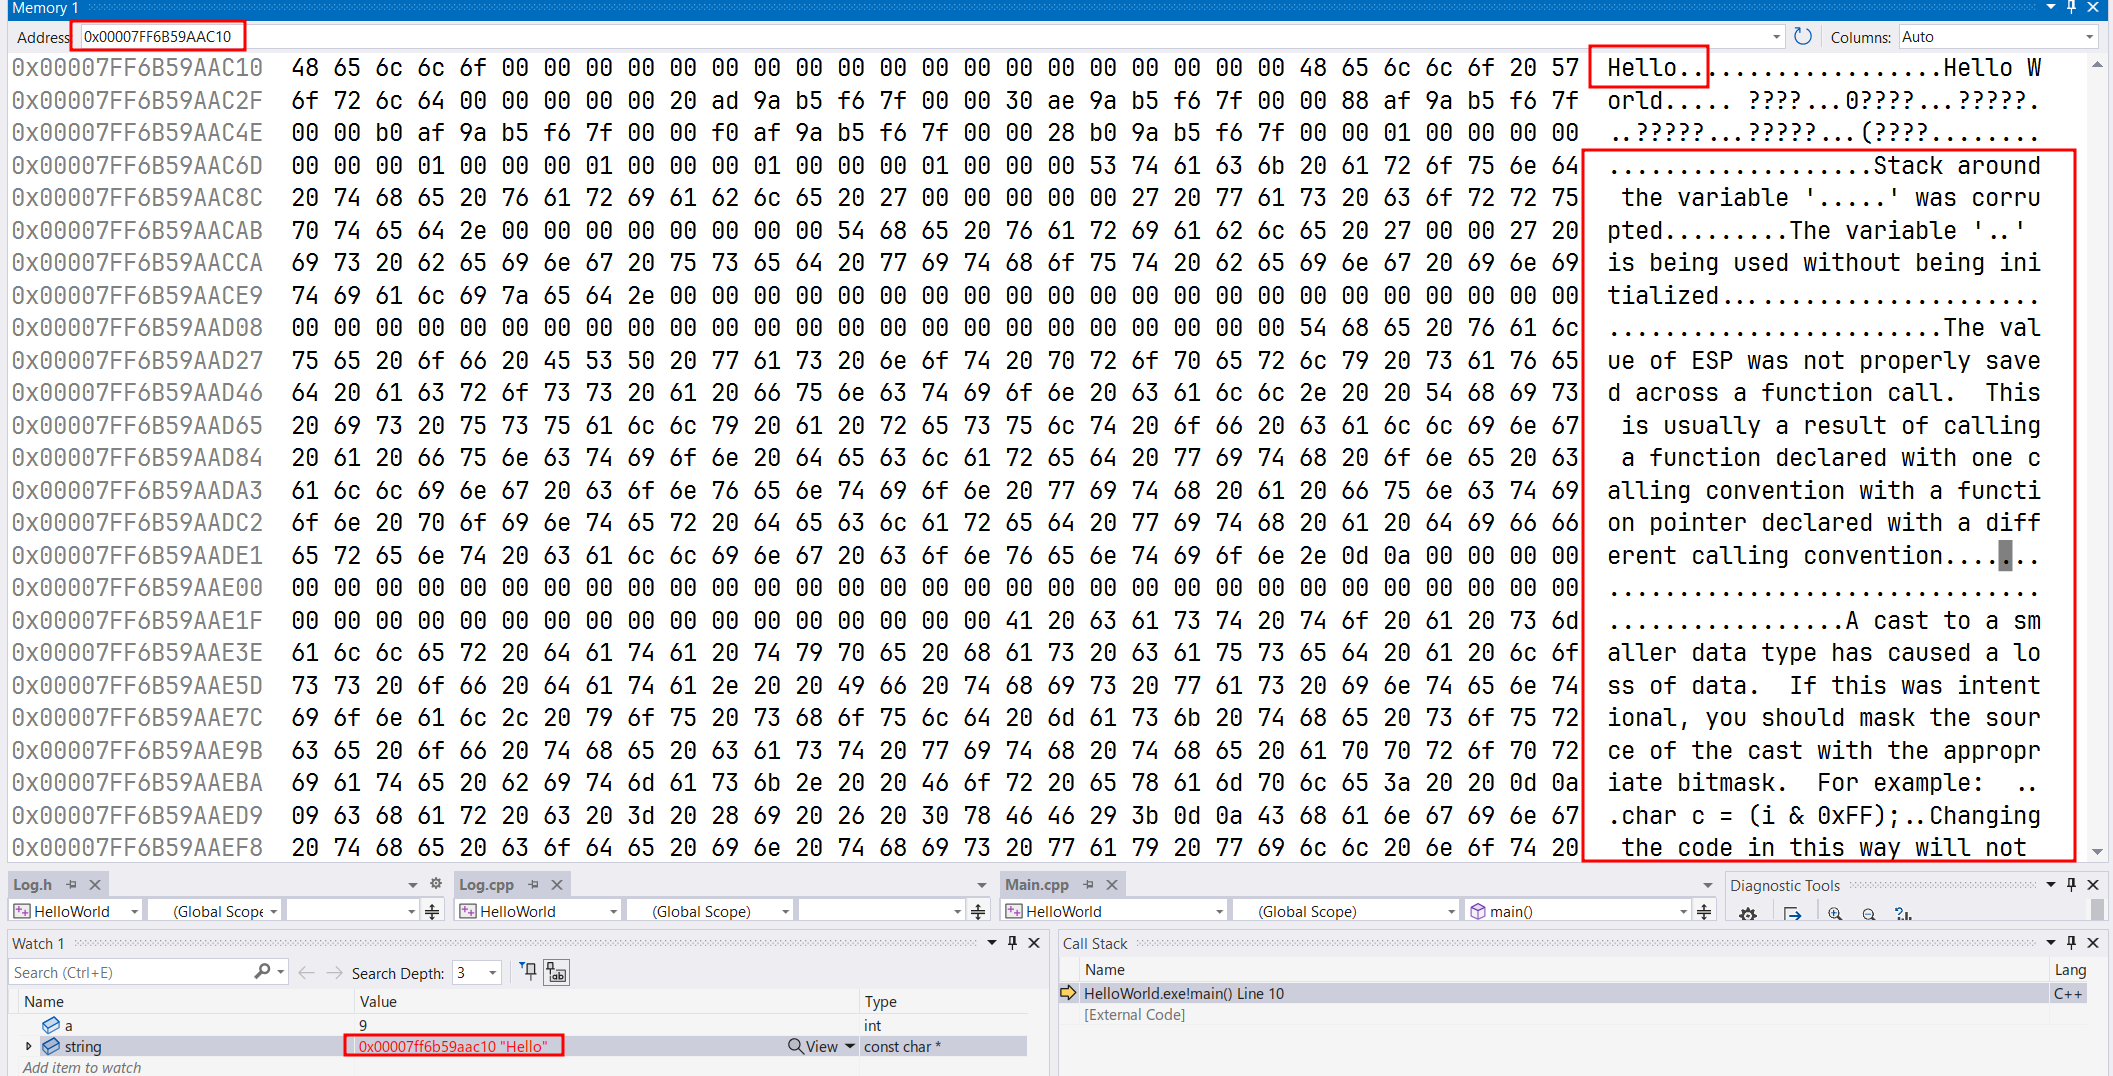 Memory 1
Address: 0x00007FF6B59AAC10 Columns: Auto
0x00007FF6B59AAC10 48 65 6c 6c 6f 00 00 00 00 00 00 00 00 00 00 00 00 00 00 00 00 00 00 00 48 65 6c 6c 6f 20 57 Hello...................Hello W
0x00007FF6B59AAC2F 6f 72 6c 64 00 00 00 00 00 20 ad 9a b5 f6 7f 00 00 30 ae 9a b5 f6 7f 00 00 88 af 9a b5 f6 7f orld..... ????...0????...?????.
0x00007FF6B59AAC4E 00 00 b0 af 9a b5 f6 7f 00 00 f0 af 9a b5 f6 7f 00 00 28 b0 9a b5 f6 7f 00 00 01 00 00 00 00 ..?????...?????...(????........
0x00007FF6B59AAC6D 00 00 00 01 00 00 00 01 00 00 00 01 00 00 00 01 00 00 00 53 74 61 63 6b 20 61 72 6f 75 6e 64 ...................Stack around
0x00007FF6B59AAC8C 20 74 68 65 20 76 61 72 69 61 62 6c 65 20 27 00 00 00 00 00 27 20 77 61 73 20 63 6f 72 72 75  the variable '.....' was corru
0x00007FF6B59AACAB 70 74 65 64 2e 00 00 00 00 00 00 00 00 54 68 65 20 76 61 72 69 61 62 6c 65 20 27 00 00 27 20 pted.........The variable '..'
0x00007FF6B59AACCA 69 73 20 62 65 69 6e 67 20 75 73 65 64 20 77 69 74 68 6f 75 74 20 62 65 69 6e 67 20 69 6e 69 is being used without being ini
0x00007FF6B59AACE9 74 69 61 6c 69 7a 65 64 2e 00 00 00 00 00 00 00 00 00 00 00 00 00 00 00 00 00 00 00 00 00 00 tialized.......................
0x00007FF6B59AAD08 00 00 00 00 00 00 00 00 00 00 00 00 00 00 00 00 00 00 00 00 00 00 00 00 54 68 65 20 76 61 6c ........................The val
0x00007FF6B59AAD27 75 65 20 6f 66 20 45 53 50 20 77 61 73 20 6e 6f 74 20 70 72 6f 70 65 72 6c 79 20 73 61 76 65 ue of ESP was not properly save
0x00007FF6B59AAD46 64 20 61 63 72 6f 73 73 20 61 20 66 75 6e 63 74 69 6f 6e 20 63 61 6c 6c 2e 20 20 54 68 69 73 d across a function call.  This
0x00007FF6B59AAD65 20 69 73 20 75 73 75 61 6c 6c 79 20 61 20 72 65 73 75 6c 74 20 6f 66 20 63 61 6c 6c 69 6e 67  is usually a result of calling
0x00007FF6B59AAD84 20 61 20 66 75 6e 63 74 69 6f 6e 20 64 65 63 6c 61 72 65 64 20 77 69 74 68 20 6f 6e 65 20 63  a function declared with one c
0x00007FF6B59AADA3 61 6c 6c 69 6e 67 20 63 6f 6e 76 65 6e 74 69 6f 6e 20 77 69 74 68 20 61 20 66 75 6e 63 74 69 alling convention with a functi
0x00007FF6B59AADC2 6f 6e 20 70 6f 69 6e 74 65 72 20 64 65 63 6c 61 72 65 64 20 77 69 74 68 20 61 20 64 69 66 66 on pointer declared with a diff
0x00007FF6B59AADE1 65 72 65 6e 74 20 63 61 6c 6c 69 6e 67 20 63 6f 6e 76 65 6e 74 69 6f 6e 2e 0d 0a 00 00 00 00 erent calling convention.......
0x00007FF6B59AAE00 00 00 00 00 00 00 00 00 00 00 00 00 00 00 00 00 00 00 00 00 00 00 00 00 00 00 00 00 00 00 00 ...............................
0x00007FF6B59AAE1F 00 00 00 00 00 00 00 00 00 00 00 00 00 00 00 00 00 41 20 63 61 73 74 20 74 6f 20 61 20 73 6d .................A cast to a sm
0x00007FF6B59AAE3E 61 6c 6c 65 72 20 64 61 74 61 20 74 79 70 65 20 68 61 73 20 63 61 75 73 65 64 20 61 20 6c 6f aller data type has caused a lo
0x00007FF6B59AAE5D 73 73 20 6f 66 20 64 61 74 61 2e 20 20 49 66 20 74 68 69 73 20 77 61 73 20 69 6e 74 65 6e 74 ss of data.  If this was intent
0x00007FF6B59AAE7C 69 6f 6e 61 6c 2c 20 79 6f 75 20 73 68 6f 75 6c 64 20 6d 61 73 6b 20 74 68 65 20 73 6f 75 72 ional, you should mask the sour
0x00007FF6B59AAE9B 63 65 20 6f 66 20 74 68 65 20 63 61 73 74 20 77 69 74 68 20 74 68 65 20 61 70 70 72 6f 70 72 ce of the cast with the appropr
0x00007FF6B59AAEBA 69 61 74 65 20 62 69 74 6d 61 73 6b 2e 20 20 46 6f 72 20 65 78 61 6d 70 6c 65 3a 20 20 0d 0a iate bitmask.  For example:  ..
0x00007FF6B59AAED9 09 63 68 61 72 20 63 20 3d 20 28 69 20 26 20 30 78 46 46 29 3b 0d 0a 43 68 61 6e 67 69 6e 67 .char c = (i & 0xFF);..Changing
0x00007FF6B59AAEF8 20 74 68 65 20 63 6f 64 65 20 69 6e 20 74 68 69 73 20 77 61 79 20 77 69 6c 6c 20 6e 6f 74 20  the code in this way will not
Log.h Log.cpp Main.cpp Diagnostic Tools
HelloWorld (Global Scope HelloWorld (Global Scope) HelloWorld (Global Scope) main()
Watch 1
Search (Ctrl+E) Search Depth: 3
Name Value Type
a 9 int
string 0x00007ff6b59aac10 "Hello" View const char *
Add item to watch
Call Stack
Name Lang
HelloWorld.exe!main() Line 10 C++
[External Code]